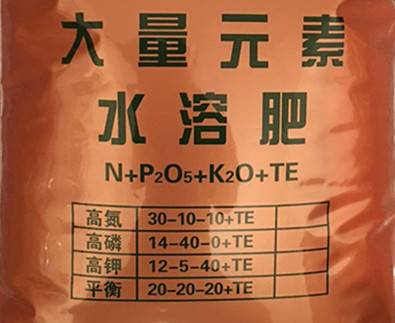 大量元素
水溶肥
N+P₂O₅+K₂O+TE
高氮 30-10-10+TE
高磷 14-40-0+TE
高钾 12-5-40+TE
平衡 20-20-20+TE